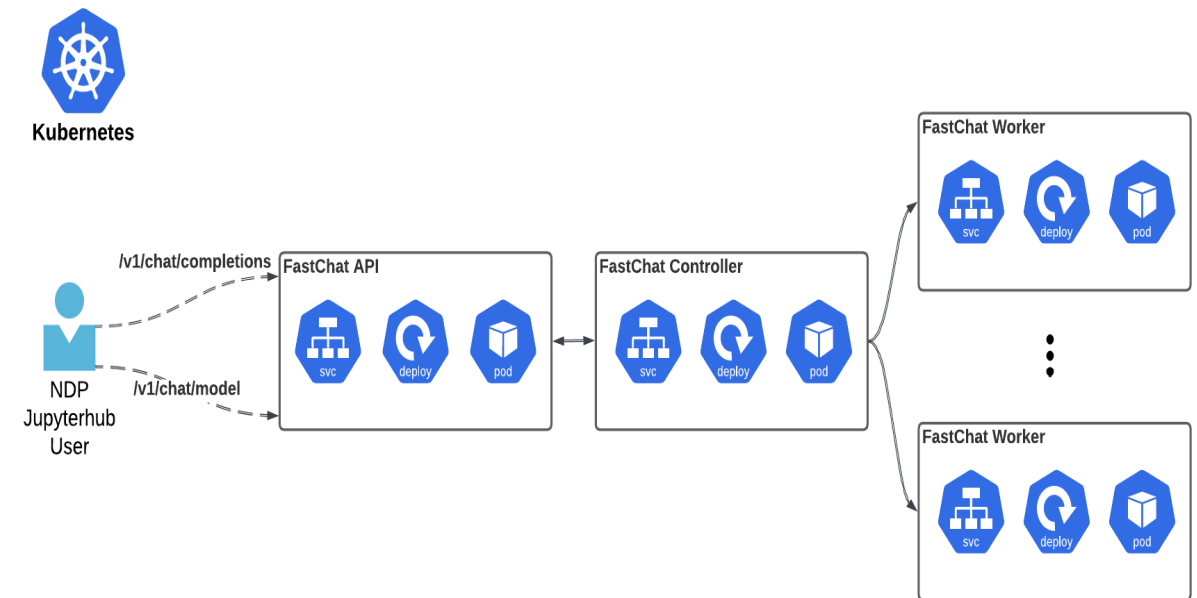 Kubernetes
/v1/chat/completions
/v1/chat/model
NDP
Jupyterhub
User
FastChat API
svc
deploy
pod
FastChat Controller
svc
deploy
pod
FastChat Worker
svc
deploy
pod
FastChat Worker
svc
deploy
pod